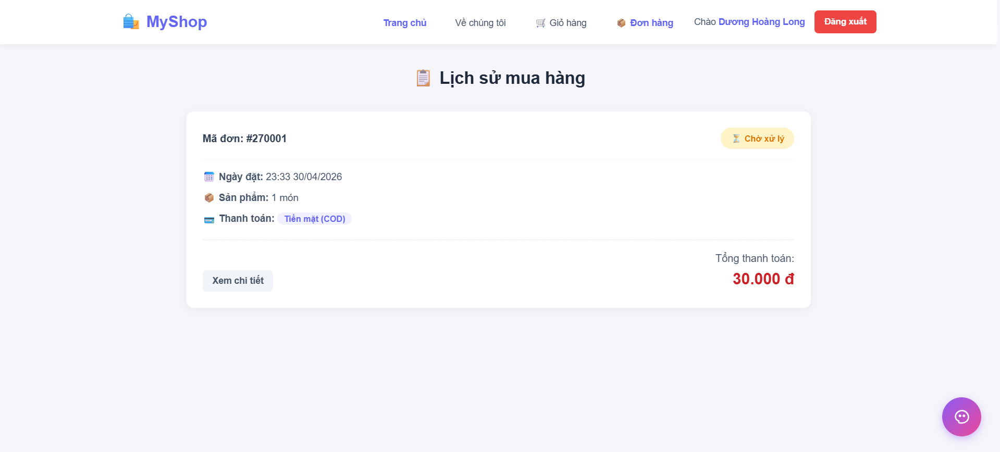 MyShop
Trang chủ
Về chúng tôi
Giỏ hàng
Đơn hàng
Chào Dương Hoàng Long
Đăng xuất
Lịch sử mua hàng
Mã đơn: #270001
Chờ xử lý
Ngày đặt: 23:33 30/04/2026
Sản phẩm: 1 món
Thanh toán: Tiền mặt (COD)
Tổng thanh toán:
Xem chi tiết
30.000 đ